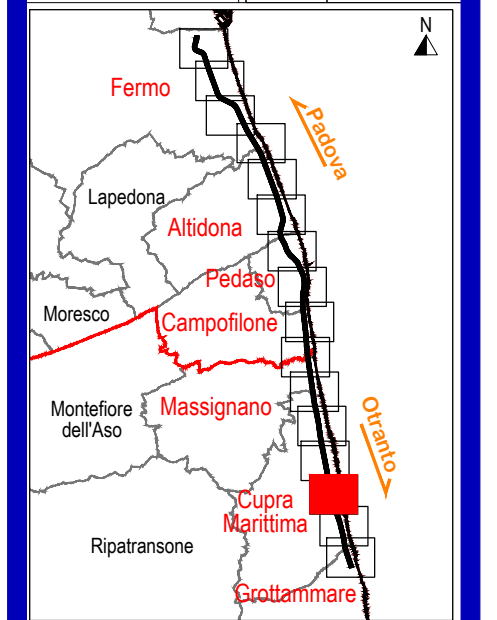 N
Fermo
Padova
Lapedona
Altidona
Pedaso
Moresco
Campofilone
Massignano
Montefiore
dell'Aso
Otranto
Cupra
Marittima
Ripatransone
Grottammare